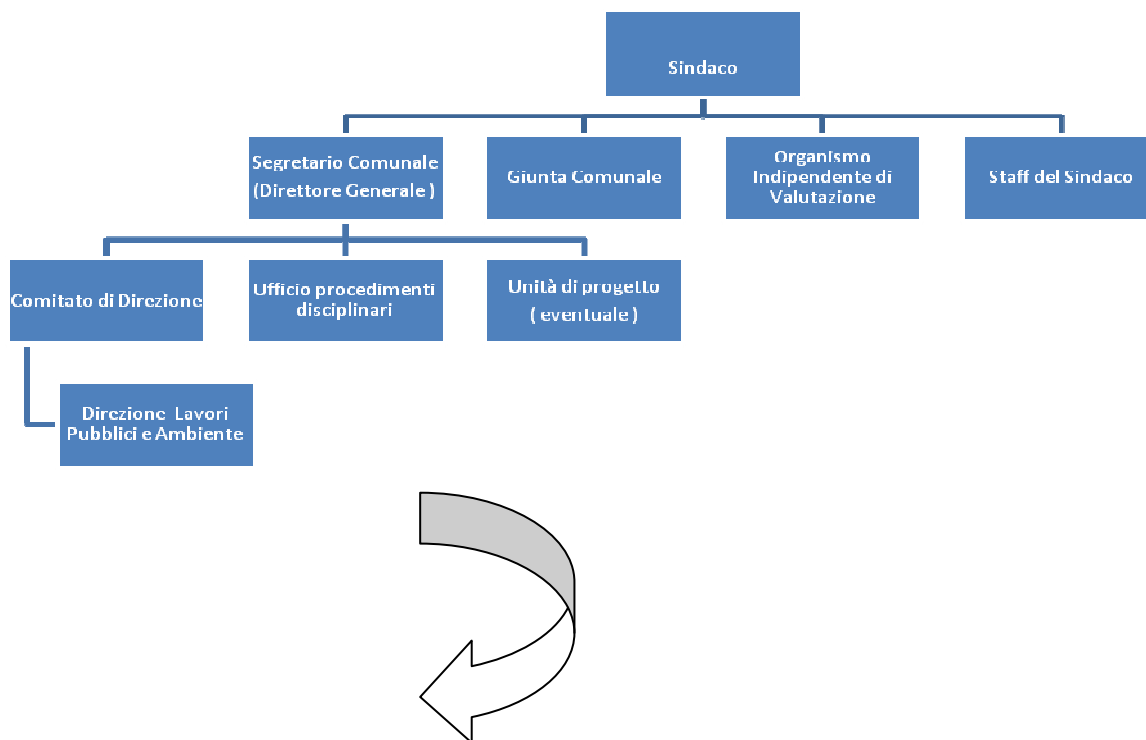 Sindaco
Segretario Comunale
(Direttore Generale )
Giunta Comunale
Organismo
Indipendente di
Valutazione
Staff del Sindaco
Comitato di Direzione
Ufficio procedimenti
disciplinari
Unità di progetto
( eventuale )
Direzione Lavori
Pubblici e Ambiente